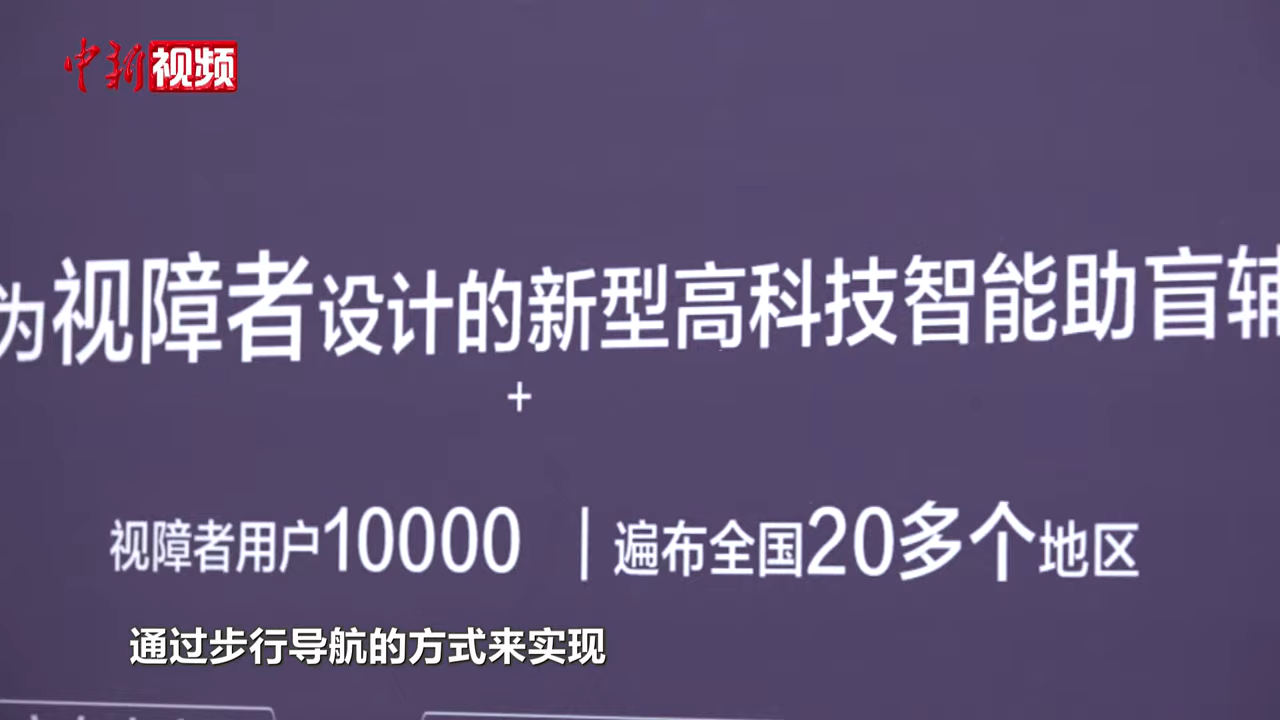 中新视频
为视障者设计的新型高科技智能助盲辅
+
视障者用户10000 | 遍布全国20多个地区
通过步行导航的方式来实现